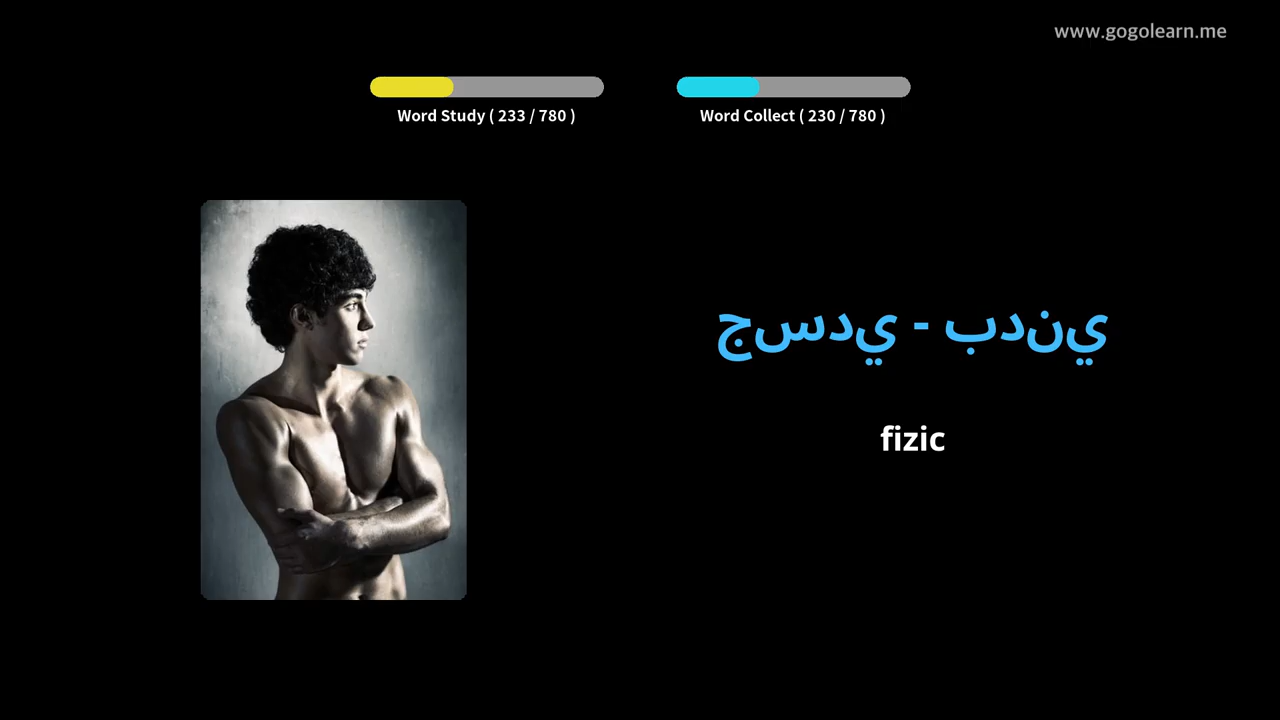 www.gogolearn.me
Word Study ( 233 / 780 )
Word Collect ( 230 / 780 )
جسدي - بدني
fizic